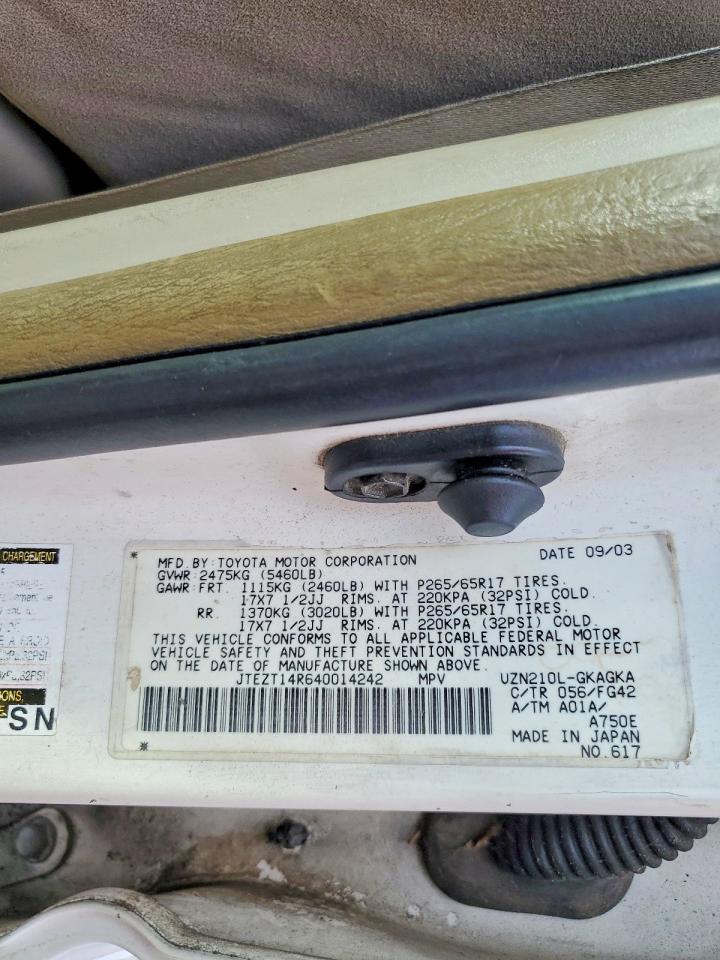 MFD. BY: TOYOTA MOTOR CORPORATION DATE 09/03
GVWR: 2475KG (5460LB)
GAWR: FRT. 1115KG (2460LB) WITH P265/65R17 TIRES.
17X7 1/2JJ RIMS. AT 220KPA (32PSI) COLD.
RR. 1370KG (3020LB) WITH P265/65R17 TIRES.
17X7 1/2JJ RIMS. AT 220KPA (32PSI) COLD.
THIS VEHICLE CONFORMS TO ALL APPLICABLE FEDERAL MOTOR
VEHICLE SAFETY AND THEFT PREVENTION STANDARDS IN EFFECT
ON THE DATE OF MANUFACTURE SHOWN ABOVE.
JTEZT14R640014242 MPV UZN210L-GKAGKA
C/TR 056/FG42
A/TM A01A/
A750E
MADE IN JAPAN
NO.617
CHARGEMENT
SN